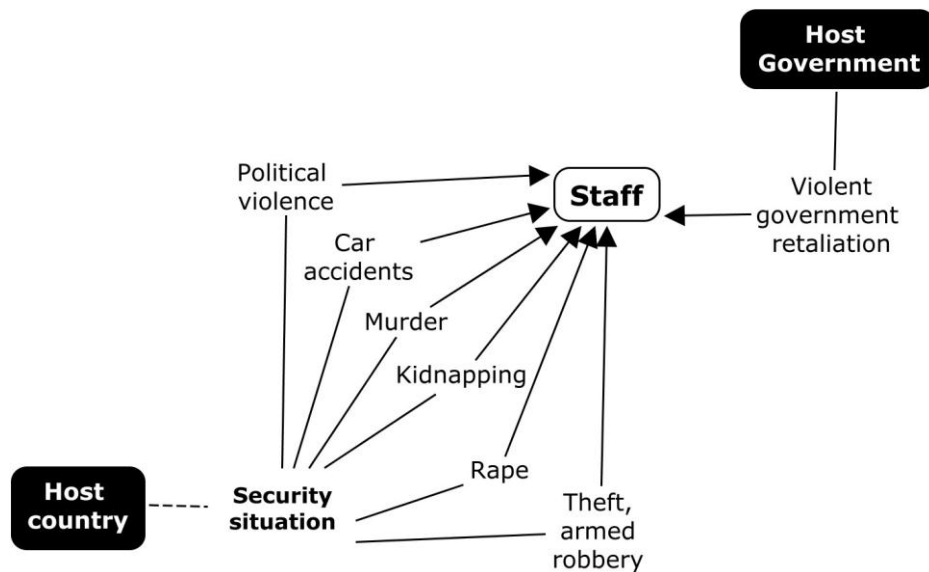 Host
Government
Political
violence
Staff
Violent
government
retaliation
Car
accidents
Murder
Kidnapping
Rape
Host
country
Security
situation
Theft,
armed
robbery